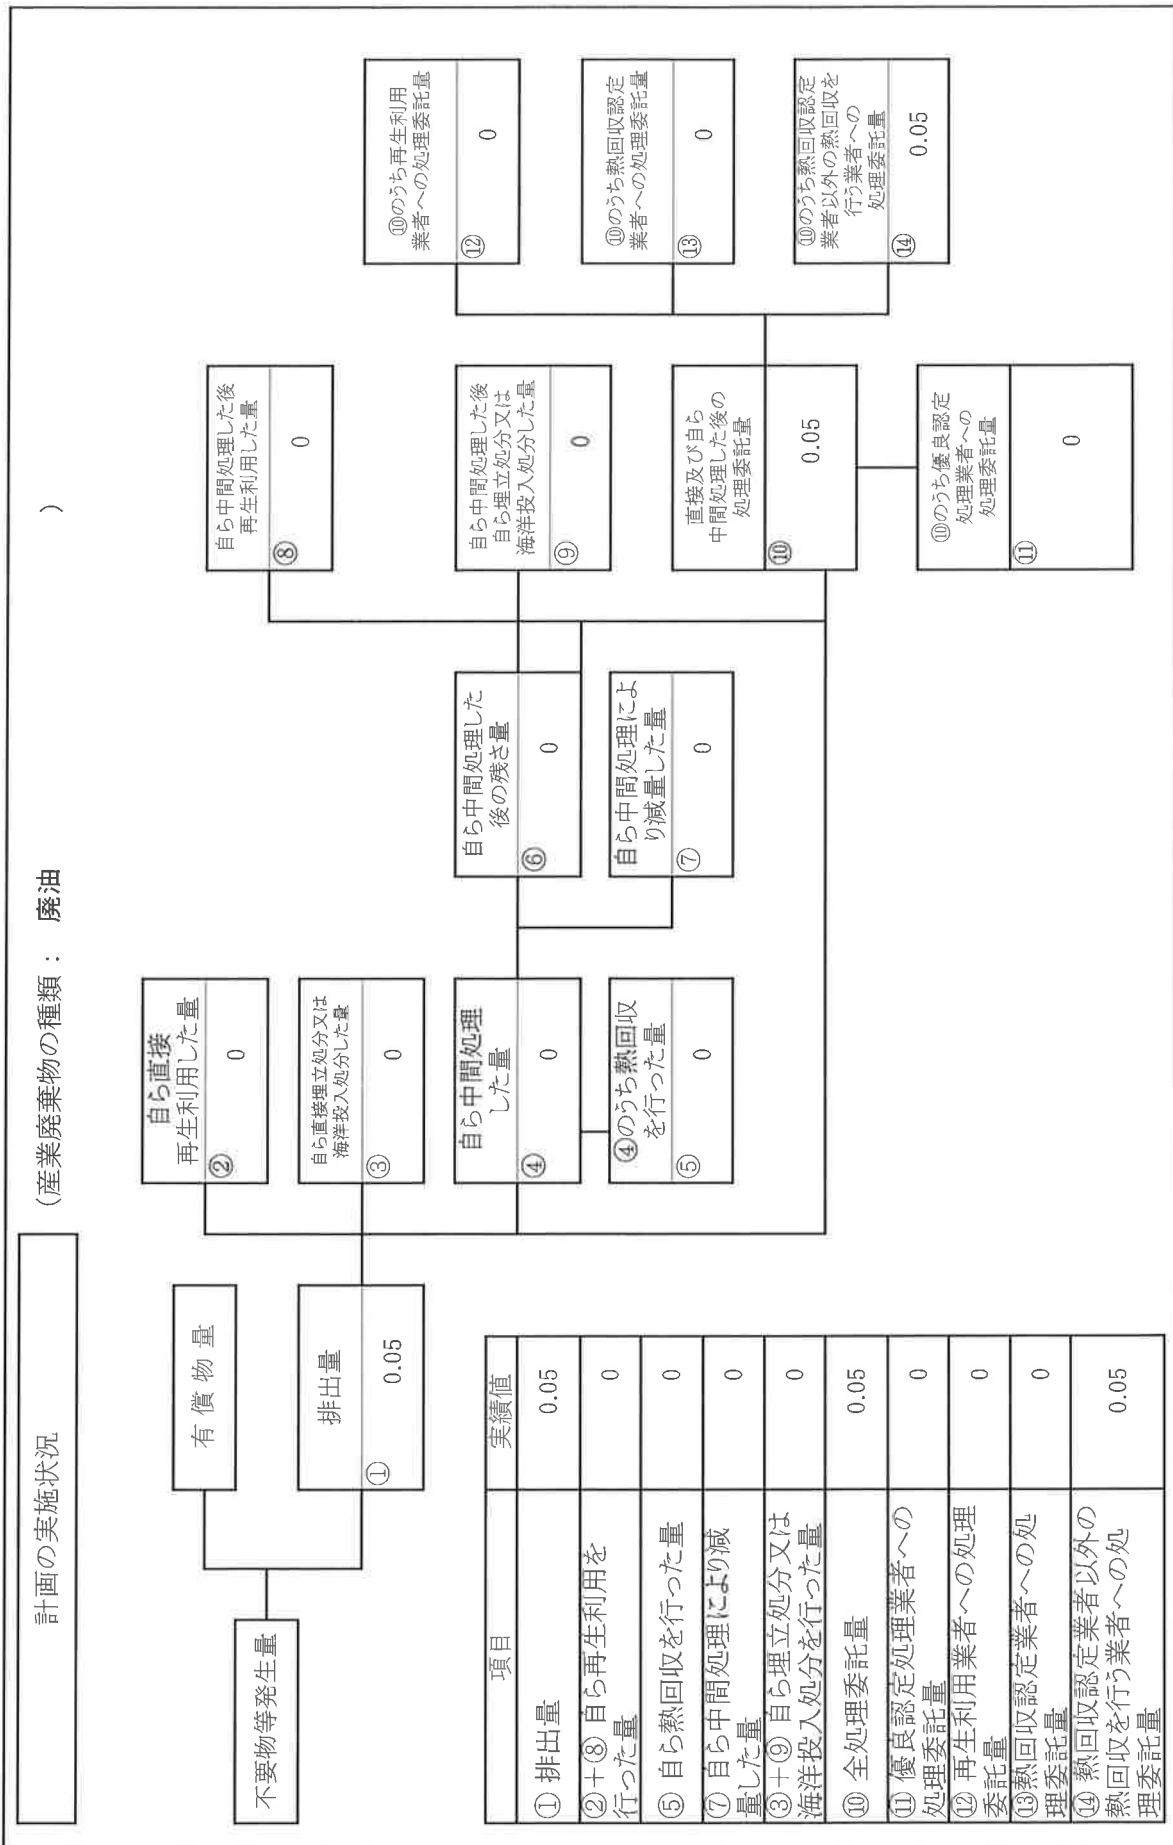 計画の実施状況
（産業廃棄物の種類： 廃油 ）
不要物等発生量
有償物量
排出量
① 0.05
自ら直接
再生利用した量
② 0
自ら直接埋立処分又は
海洋投入処分した量
③ 0
自ら中間処理
した量
④ 0
④のうち熱回収
を行った量
⑤ 0
自ら中間処理した
後の残さ量
⑥ 0
自ら中間処理によ
り減量した量
⑦ 0
自ら中間処理した後
再生利用した量
⑧ 0
自ら中間処理した後
自ら埋立処分又は
海洋投入処分した量
⑨ 0
直接及び自ら
中間処理した後の
処理委託量
⑩ 0.05
⑩のうち優良認定
処理業者への
処理委託量
⑪ 0
⑩のうち再生利用
業者への処理委託量
⑫ 0
⑩のうち熱回収認定
業者への処理委託量
⑬ 0
⑩のうち熱回収認定
業者以外の熱回収を
行う業者への
処理委託量
⑭ 0.05
項目 実績値
① 排出量 0.05
②＋⑧ 自ら再生利用を
行った量 0
⑤ 自ら熱回収を行った量 0
⑦ 自ら中間処理により減
量した量 0
③＋⑨ 自ら埋立処分又は
海洋投入処分を行った量 0
⑩ 全処理委託量 0.05
⑪ 優良認定処理業者への
処理委託量 0
⑫ 再生利用業者への処理
委託量 0
⑬熱回収認定業者への処
理委託量 0
⑭ 熱回収認定業者以外の
熱回収を行う業者への処
理委託量 0.05